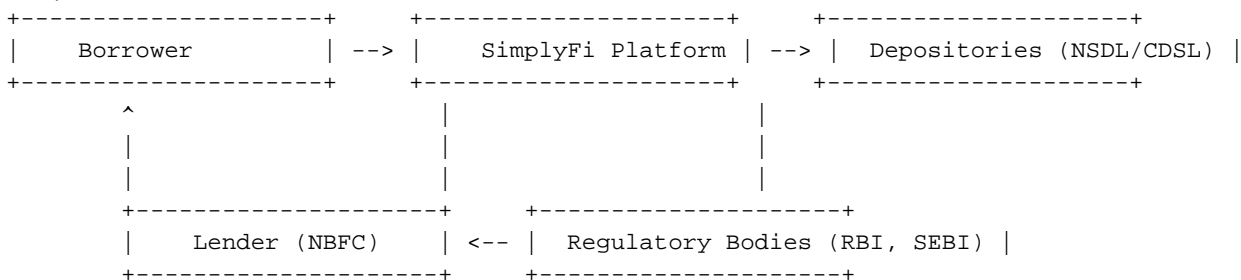 Borrower --> SimplyFi Platform --> Depositories (NSDL/CDSL)
Lender (NBFC) <-- Regulatory Bodies (RBI, SEBI)